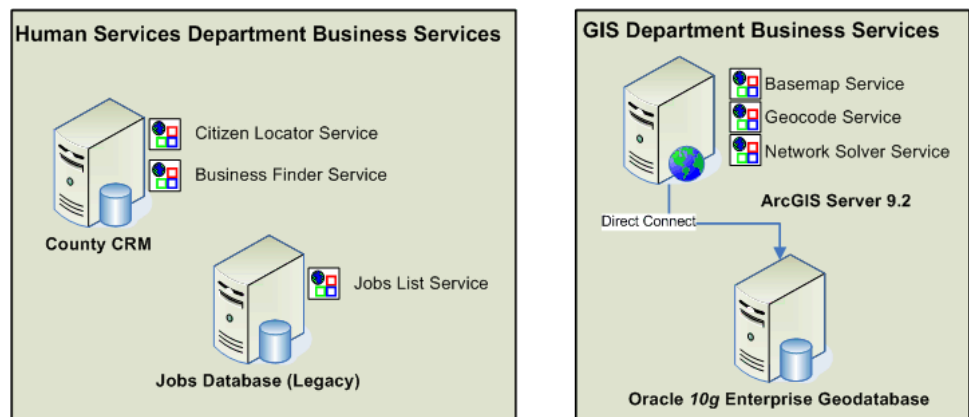 Human Services Department Business Services
Citizen Locator Service
Business Finder Service
County CRM
Jobs List Service
Jobs Database (Legacy)
GIS Department Business Services
Basemap Service
Geocode Service
Network Solver Service
ArcGIS Server 9.2
Direct Connect
Oracle 10g Enterprise Geodatabase